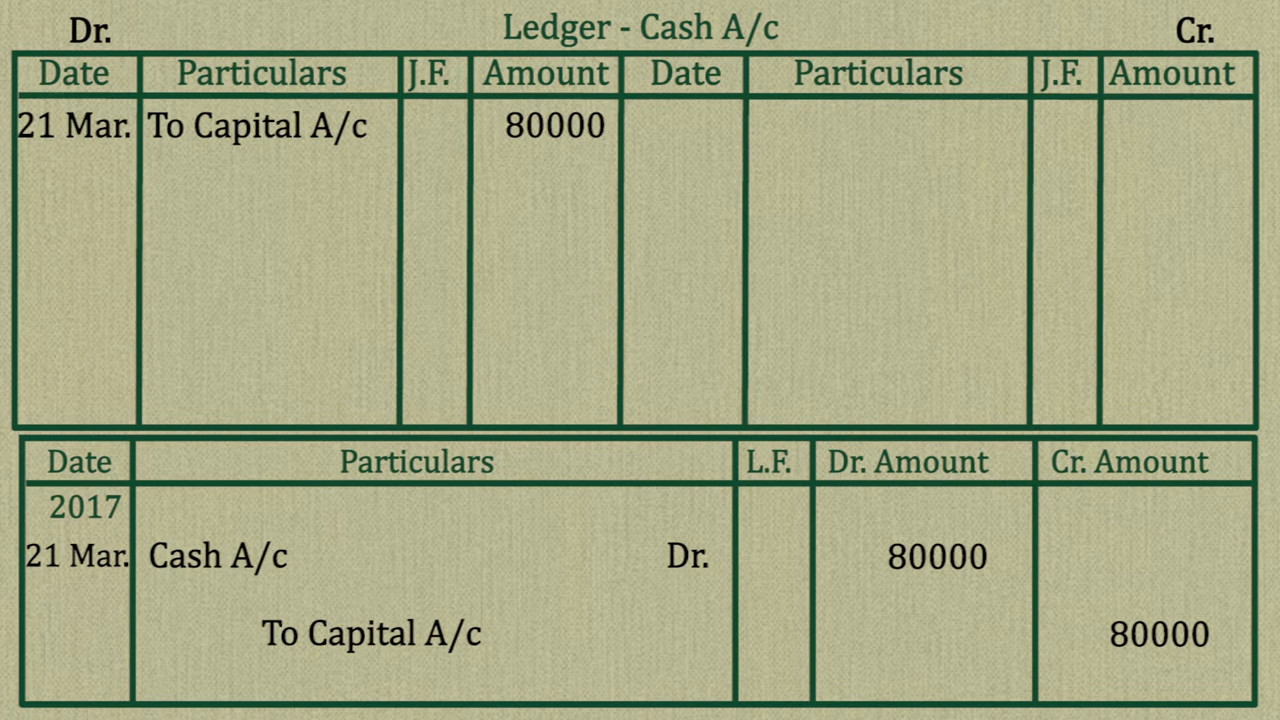 Dr. Ledger - Cash A/c Cr.
Date Particulars J.F. Amount Date Particulars J.F. Amount
21 Mar. To Capital A/c 80000
Date Particulars L.F. Dr. Amount Cr. Amount
2017
21 Mar. Cash A/c Dr. 80000
To Capital A/c 80000